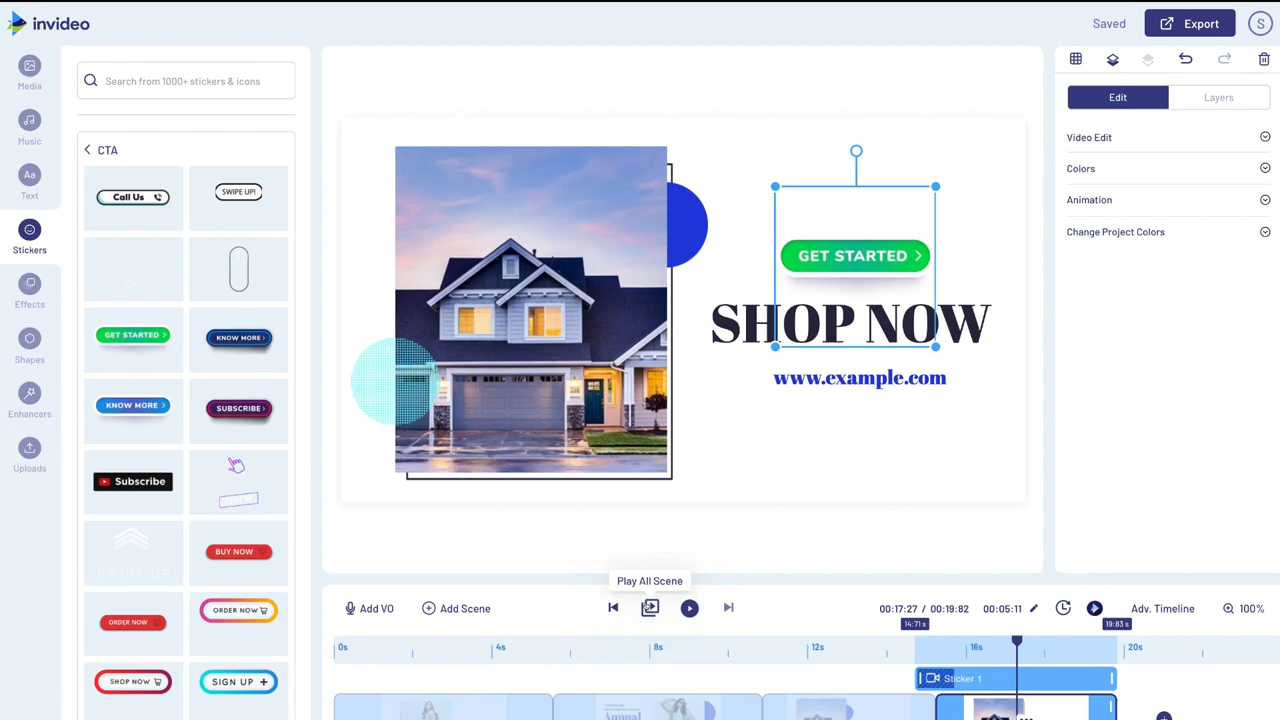 invideo
Saved
Export
S
Media
Music
Aa
Text
Stickers
Effects
Shapes
Enhancers
Uploads
Search from 1000+ stickers & icons
CTA
Call Us
SWIPE UP!
GET STARTED
KNOW MORE
KNOW MORE
SUBSCRIBE
Subscribe
SWIPE UP
BUY NOW
ORDER NOW
ORDER NOW
SHOP NOW
SIGN UP
GET STARTED
SHOP NOW
www.example.com
Edit
Layers
Video Edit
Colors
Animation
Change Project Colors
Play All Scene
Add VO
Add Scene
00:17:27 / 00:19:82
00:05:11
Adv. Timeline
100%
14:71 s
19:83 s
0s
4s
8s
12s
16s
20s
Sticker 1
Annual